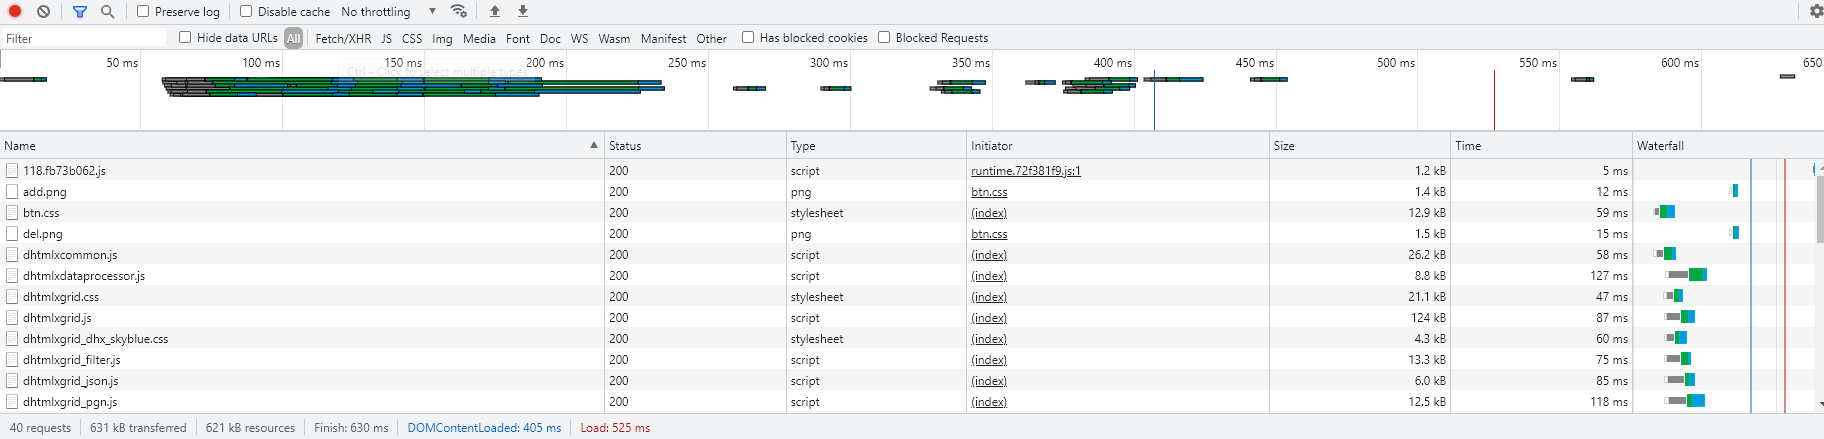 Preserve log Disable cache No throttling
Filter Hide data URLs All Fetch/XHR JS CSS Img Media Font Doc WS Wasm Manifest Other Has blocked cookies Blocked Requests
50 ms 100 ms 150 ms 200 ms 250 ms 300 ms 350 ms 400 ms 450 ms 500 ms 550 ms 600 ms 650
Ctrl + Click to select multiple types
Name Status Type Initiator Size Time Waterfall
118.fb73b062.js 200 script runtime.72f381f9.js:1 1.2 kB 5 ms
add.png 200 png btn.css 1.4 kB 12 ms
btn.css 200 stylesheet (index) 12.9 kB 59 ms
del.png 200 png btn.css 1.5 kB 15 ms
dhtmlxcommon.js 200 script (index) 26.2 kB 58 ms
dhtmlxdataprocessor.js 200 script (index) 8.8 kB 127 ms
dhtmlxgrid.css 200 stylesheet (index) 21.1 kB 47 ms
dhtmlxgrid.js 200 script (index) 124 kB 87 ms
dhtmlxgrid_dhx_skyblue.css 200 stylesheet (index) 4.3 kB 60 ms
dhtmlxgrid_filter.js 200 script (index) 13.3 kB 75 ms
dhtmlxgrid_json.js 200 script (index) 6.0 kB 85 ms
dhtmlxgrid_pgn.js 200 script (index) 12.5 kB 118 ms
40 requests 631 kB transferred 621 kB resources Finish: 630 ms DOMContentLoaded: 405 ms Load: 525 ms